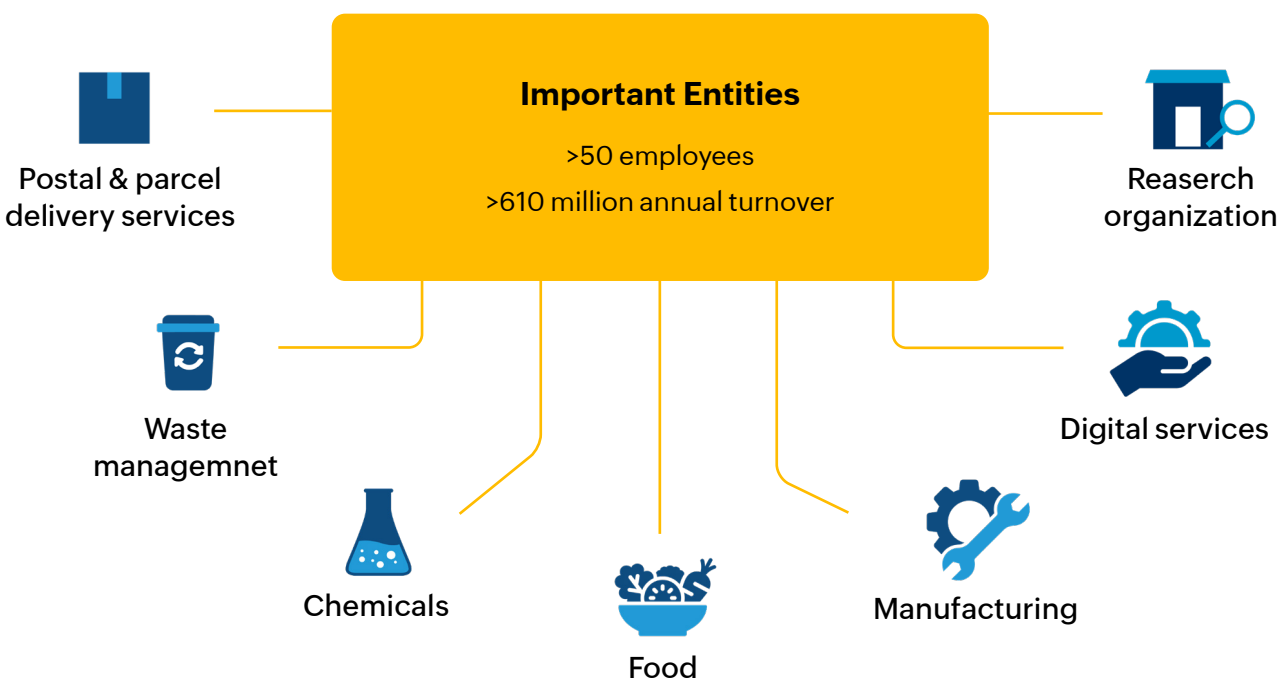 Important Entities
>50 employees
>610 million annual turnover
Postal & parcel
delivery services
Reaserch
organization
Waste
managemnet
Digital services
Chemicals
Manufacturing
Food